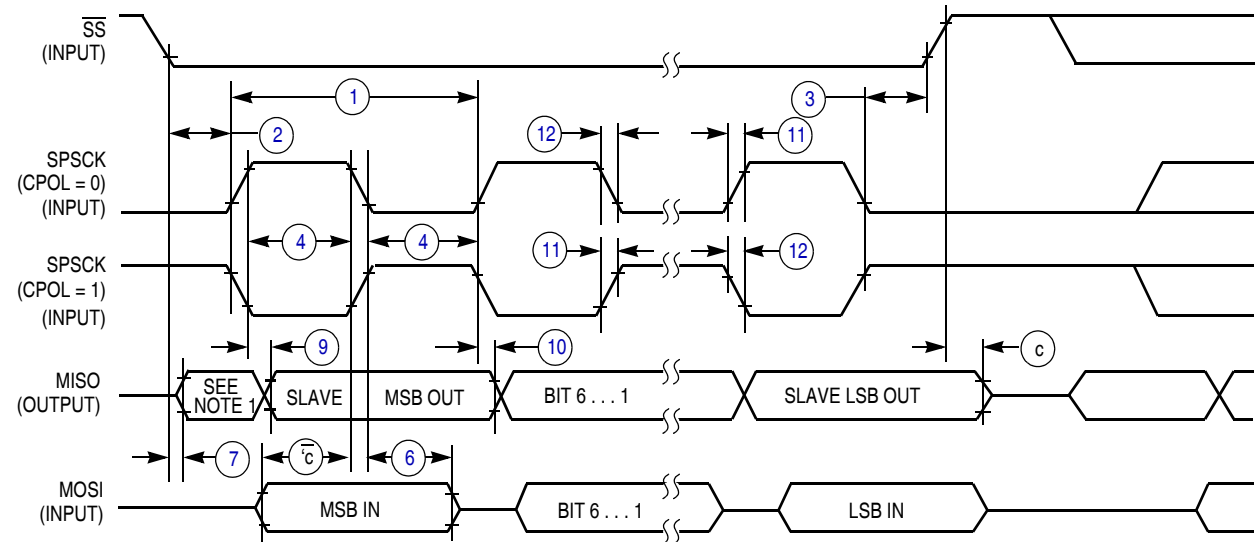 SS
(INPUT)
1
3
2
12
11
SPSCK
(CPOL = 0)
(INPUT)
4
4
11
12
SPSCK
(CPOL = 1)
(INPUT)
9
10
c
MISO
(OUTPUT)
SEE
NOTE 1
SLAVE
MSB OUT
BIT 6 . . . 1
SLAVE LSB OUT
7
6
MOSI
(INPUT)
MSB IN
BIT 6 . . . 1
LSB IN